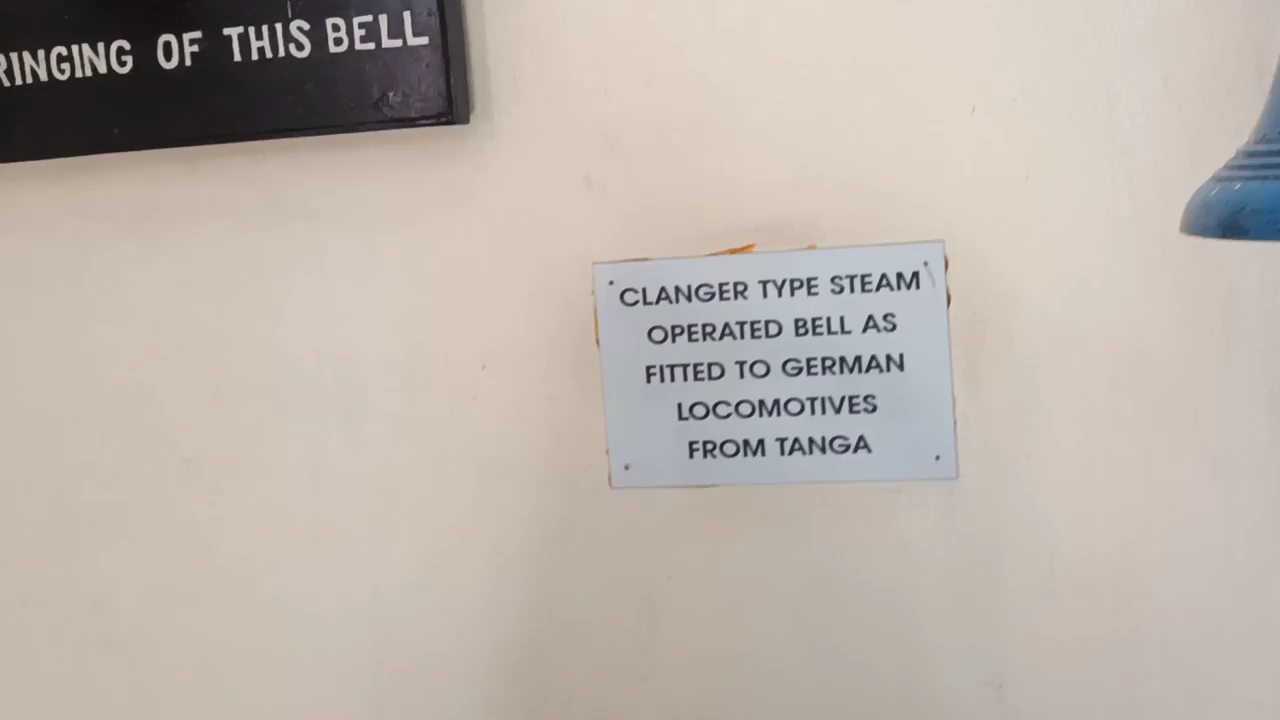 RINGING OF THIS BELL
CLANGER TYPE STEAM
OPERATED BELL AS
FITTED TO GERMAN
LOCOMOTIVES
FROM TANGA